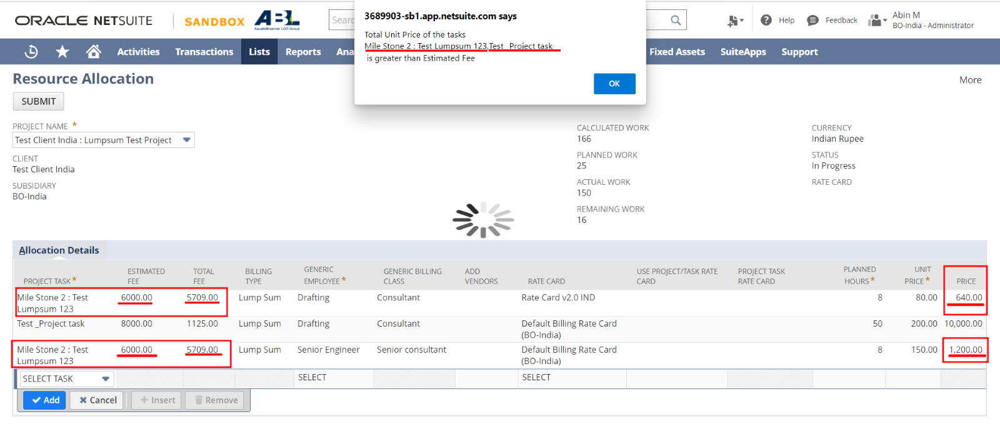 ORACLE NETSUITE
SANDBOX
ABL
AquaticBraemar LOC Group
Sear
3689903-sb1.app.netsuite.com says
Total Unit Price of the tasks
Mile Stone 2 : Test Lumpsum 123,Test _Project task
is greater than Estimated Fee
OK
Help
Feedback
Abin M
BO-India - Administrator
Activities
Transactions
Lists
Reports
Ana
Fixed Assets
SuiteApps
Support
Resource Allocation
More
SUBMIT
PROJECT NAME *
Test Client India : Lumpsum Test Project
CLIENT
Test Client India
SUBSIDIARY
BO-India
CALCULATED WORK
166
PLANNED WORK
25
ACTUAL WORK
150
REMAINING WORK
16
CURRENCY
Indian Rupee
STATUS
In Progress
RATE CARD
Allocation Details
PROJECT TASK *
ESTIMATED
FEE
TOTAL
FEE
BILLING
TYPE
GENERIC
EMPLOYEE *
GENERIC BILLING
CLASS
ADD
VENDORS
RATE CARD
USE PROJECT/TASK RATE
CARD
PROJECT TASK
RATE CARD
PLANNED
HOURS *
UNIT
PRICE *
PRICE
Mile Stone 2 : Test 6000.00 5709.00 Lump Sum Drafting Consultant Rate Card v2.0 IND 8 80.00 640.00
Lumpsum 123
Test _Project task 8000.00 1125.00 Lump Sum Drafting Consultant Default Billing Rate Card 50 200.00 10,000.00
(BO-India)
Mile Stone 2 : Test 6000.00 5709.00 Lump Sum Senior Engineer Senior consultant Default Billing Rate Card 8 150.00 1,200.00
Lumpsum 123 (BO-India)
SELECT TASK SELECT SELECT
Add Cancel Insert Remove